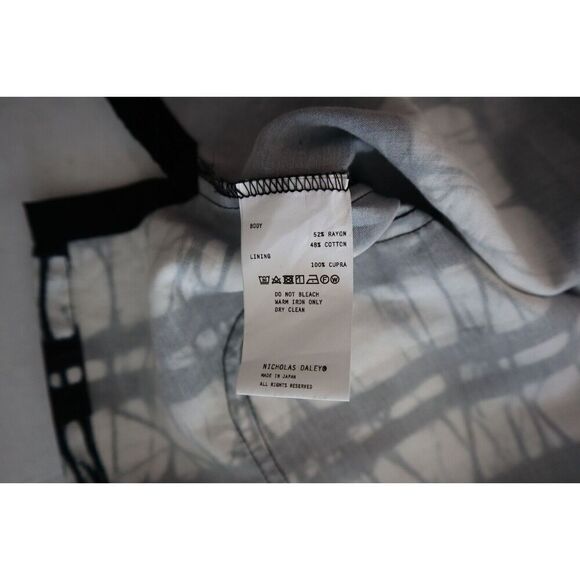 BODY
52% RAYON
48% COTTON
LINING
100% CUPRA
DO NOT BLEACH
WARM IRON ONLY
DRY CLEAN
NICHOLAS DALEY©
MADE IN JAPAN
ALL RIGHTS RESERVED